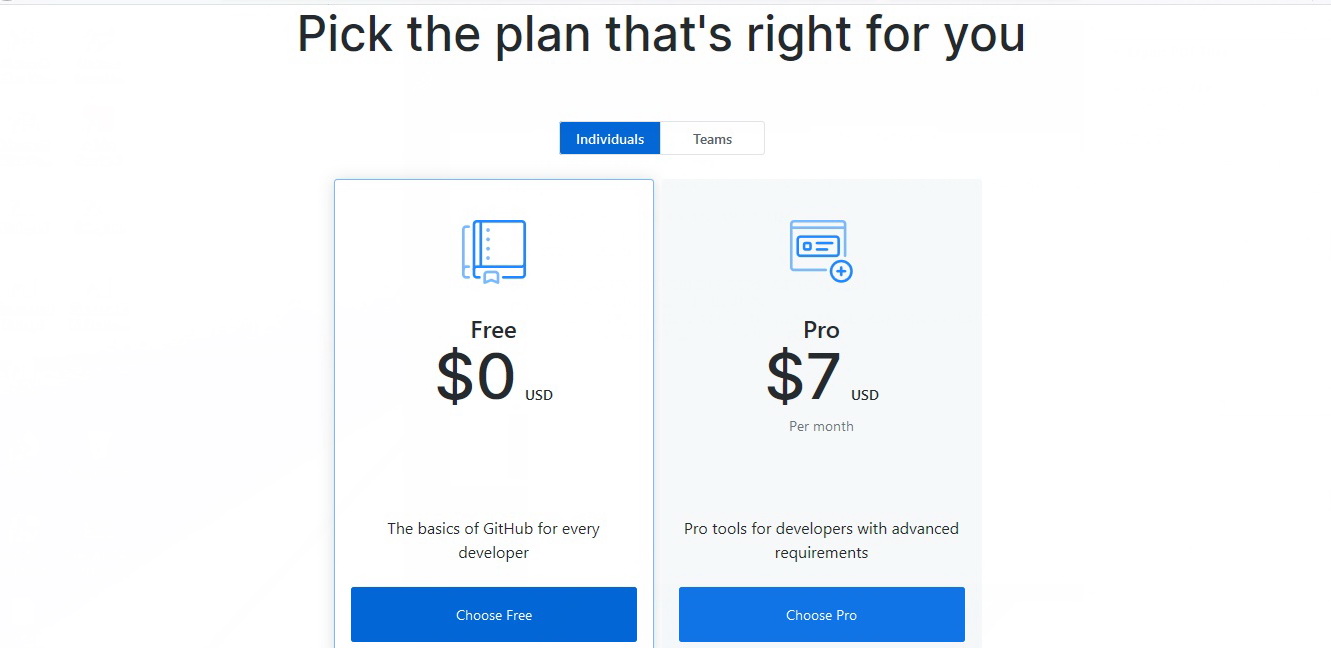 Pick the plan that's right for you
Individuals
Teams
Free
$0 USD
The basics of GitHub for every
developer
Choose Free
Pro
$7 USD
Per month
Pro tools for developers with advanced
requirements
Choose Pro